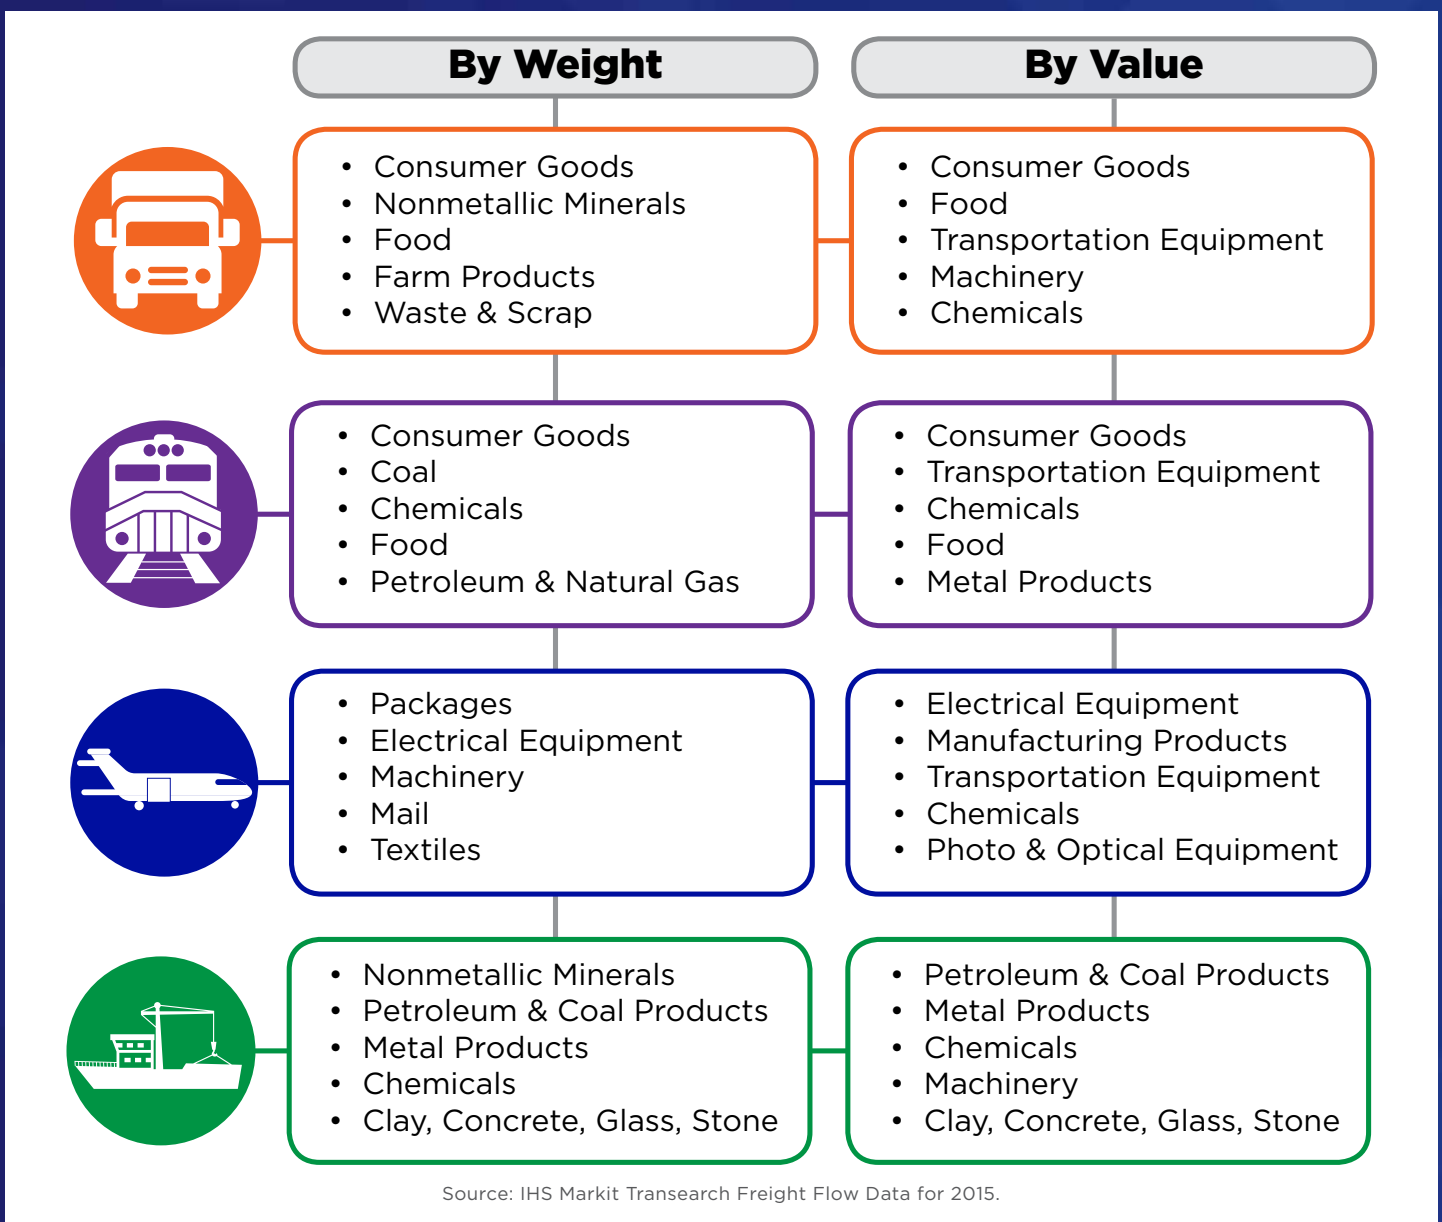 By Weight
By Value
• Consumer Goods
• Nonmetallic Minerals
• Food
• Farm Products
• Waste & Scrap
• Consumer Goods
• Food
• Transportation Equipment
• Machinery
• Chemicals
• Consumer Goods
• Coal
• Chemicals
• Food
• Petroleum & Natural Gas
• Consumer Goods
• Transportation Equipment
• Chemicals
• Food
• Metal Products
• Packages
• Electrical Equipment
• Machinery
• Mail
• Textiles
• Electrical Equipment
• Manufacturing Products
• Transportation Equipment
• Chemicals
• Photo & Optical Equipment
• Nonmetallic Minerals
• Petroleum & Coal Products
• Metal Products
• Chemicals
• Clay, Concrete, Glass, Stone
• Petroleum & Coal Products
• Metal Products
• Chemicals
• Machinery
• Clay, Concrete, Glass, Stone
Source: IHS Markit Transearch Freight Flow Data for 2015.